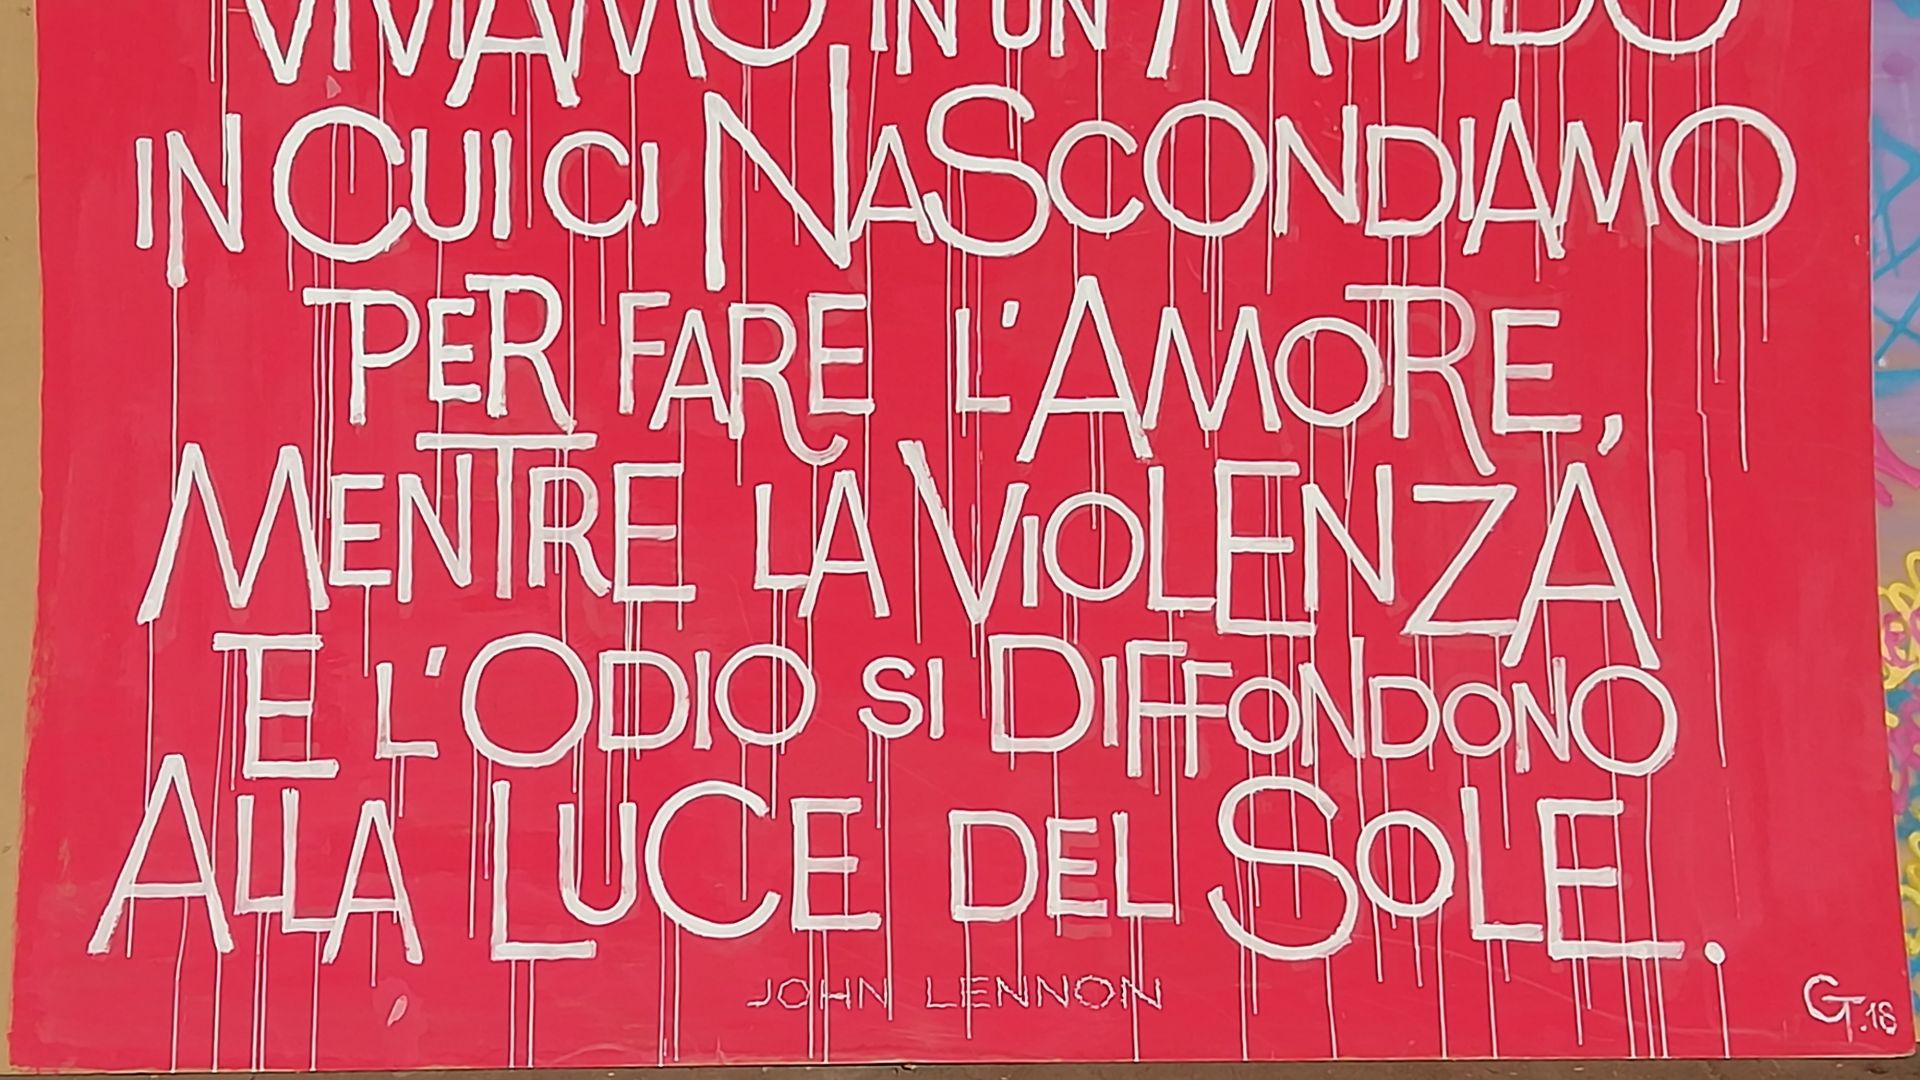 VIVIAMO IN UN MONDO
IN CUI CI NASCONDIAMO
PER FARE L'AMORE,
MENTRE LA VIOLENZA
E L'ODIO SI DIFFONDONO
ALLA LUCE DEL SOLE.
JOHN LENNON
GT.18